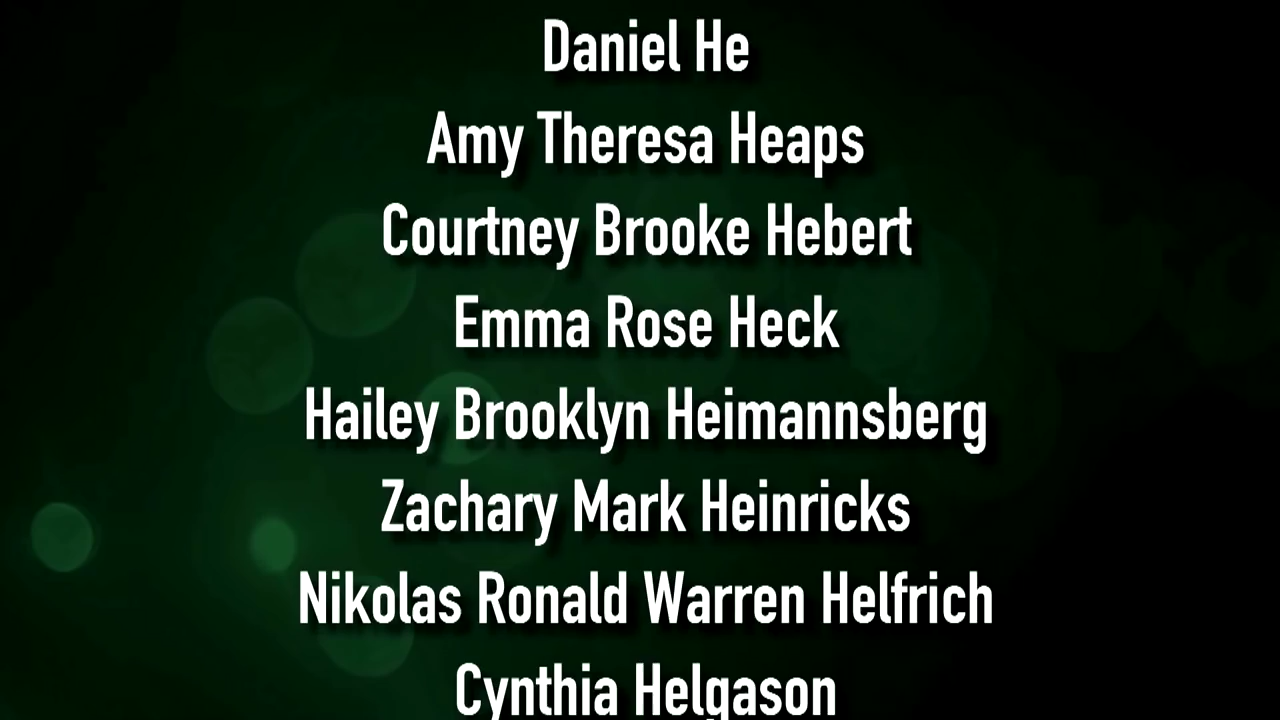 Daniel He
Amy Theresa Heaps
Courtney Brooke Hebert
Emma Rose Heck
Hailey Brooklyn Heimannsberg
Zachary Mark Heinricks
Nikolas Ronald Warren Helfrich
Cynthia Helgason